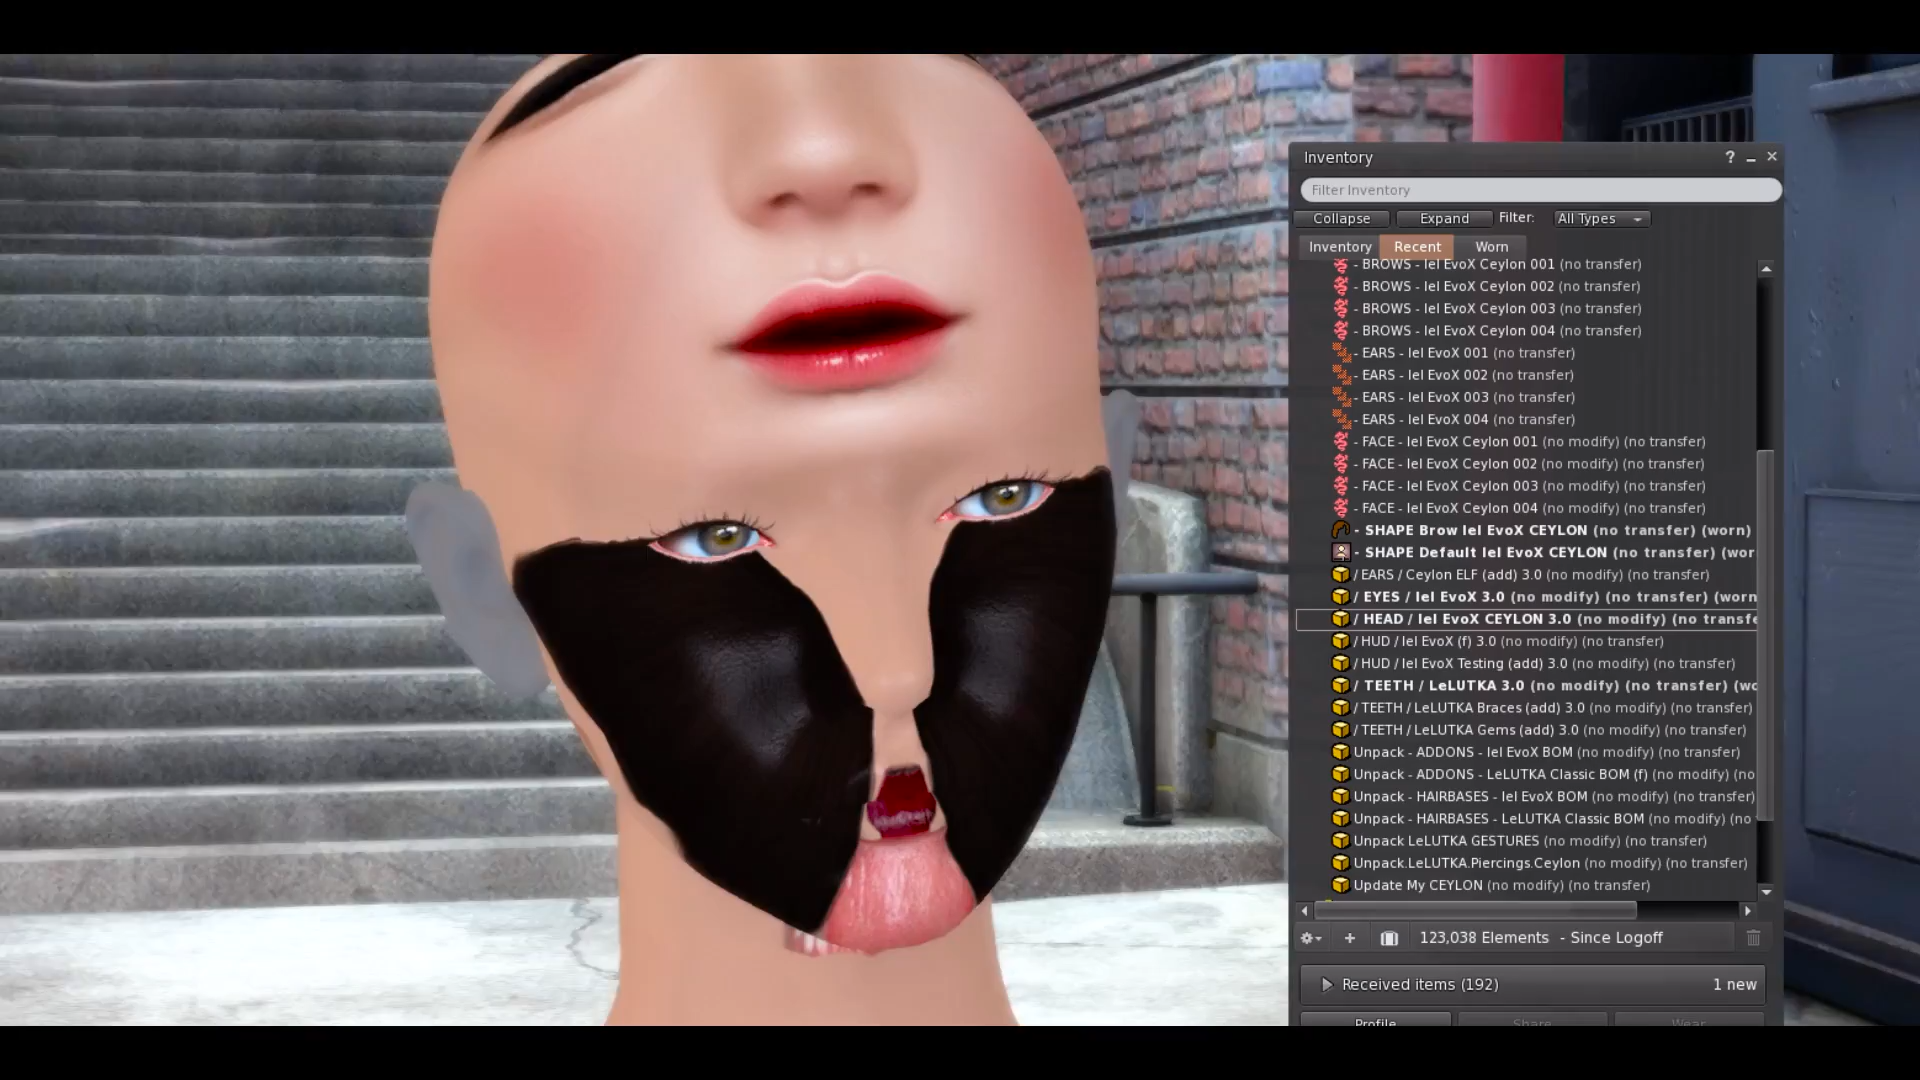 Inventory
?
Filter Inventory
Collapse Expand Filter: All Types
Inventory Recent Worn
- BROWS - lel EvoX Ceylon 001 (no transfer)
- BROWS - lel EvoX Ceylon 002 (no transfer)
- BROWS - lel EvoX Ceylon 003 (no transfer)
- BROWS - lel EvoX Ceylon 004 (no transfer)
- EARS - lel EvoX 001 (no transfer)
- EARS - lel EvoX 002 (no transfer)
- EARS - lel EvoX 003 (no transfer)
- EARS - lel EvoX 004 (no transfer)
- FACE - lel EvoX Ceylon 001 (no modify) (no transfer)
- FACE - lel EvoX Ceylon 002 (no modify) (no transfer)
- FACE - lel EvoX Ceylon 003 (no modify) (no transfer)
- FACE - lel EvoX Ceylon 004 (no modify) (no transfer)
- SHAPE Brow lel EvoX CEYLON (no transfer) (worn)
- SHAPE Default lel EvoX CEYLON (no transfer) (wor
/ EARS / Ceylon ELF (add) 3.0 (no modify) (no transfer)
/ EYES / lel EvoX 3.0 (no modify) (no transfer) (worn
/ HEAD / lel EvoX CEYLON 3.0 (no modify) (no transfe
/ HUD / lel EvoX (f) 3.0 (no modify) (no transfer)
/ HUD / lel EvoX Testing (add) 3.0 (no modify) (no transfer)
/ TEETH / LeLUTKA 3.0 (no modify) (no transfer) (wo
/ TEETH / LeLUTKA Braces (add) 3.0 (no modify) (no transfer)
/ TEETH / LeLUTKA Gems (add) 3.0 (no modify) (no transfer)
Unpack - ADDONS - lel EvoX BOM (no modify) (no transfer)
Unpack - ADDONS - LeLUTKA Classic BOM (f) (no modify) (no
Unpack - HAIRBASES - lel EvoX BOM (no modify) (no transfer)
Unpack - HAIRBASES - LeLUTKA Classic BOM (no modify) (no
Unpack LeLUTKA GESTURES (no modify) (no transfer)
Unpack.LeLUTKA.Piercings.Ceylon (no modify) (no transfer)
Update My CEYLON (no modify) (no transfer)
123,038 Elements - Since Logoff
Received items (192) 1 new
Profile Share Wear